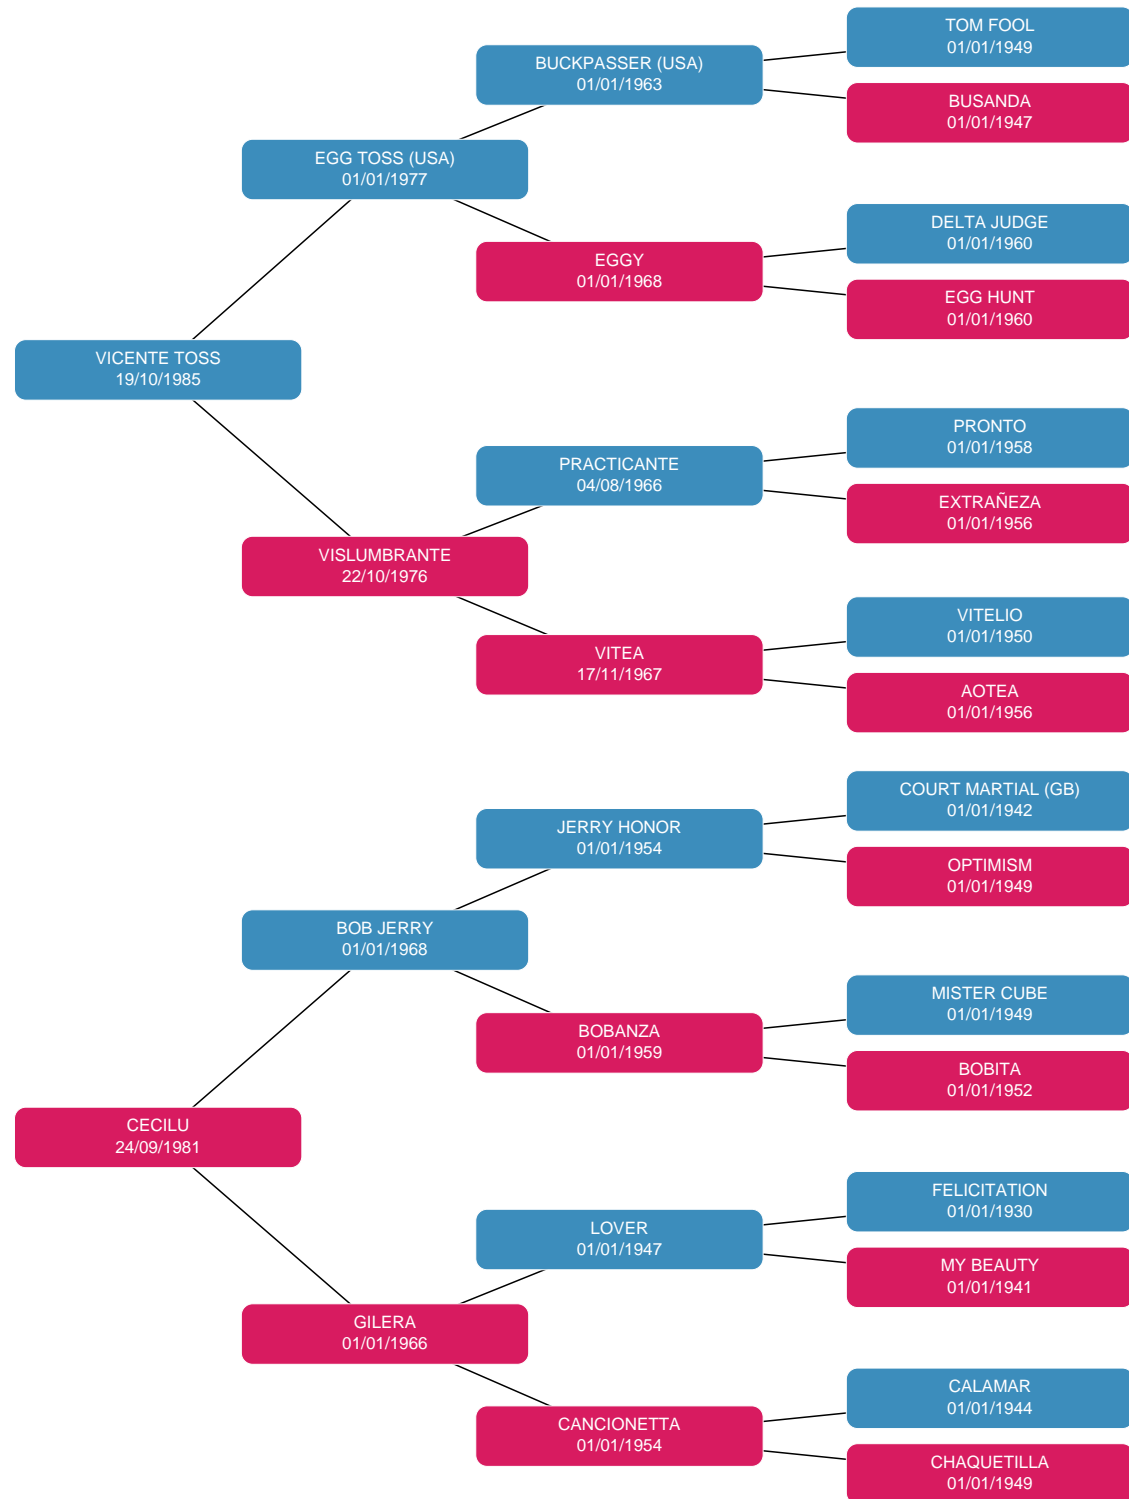 TOM FOOL
01/01/1949
BUCKPASSER (USA)
01/01/1963
BUSANDA
01/01/1947
EGG TOSS (USA)
01/01/1977
DELTA JUDGE
01/01/1960
EGGY
01/01/1968
EGG HUNT
01/01/1960
VICENTE TOSS
19/10/1985
PRONTO
01/01/1958
PRACTICANTE
04/08/1966
EXTRAÑEZA
01/01/1956
VISLUMBRANTE
22/10/1976
VITELIO
01/01/1950
VITEA
17/11/1967
AOTEA
01/01/1956
COURT MARTIAL (GB)
01/01/1942
JERRY HONOR
01/01/1954
OPTIMISM
01/01/1949
BOB JERRY
01/01/1968
MISTER CUBE
01/01/1949
BOBANZA
01/01/1959
BOBITA
01/01/1952
CECILU
24/09/1981
FELICITATION
01/01/1930
LOVER
01/01/1947
MY BEAUTY
01/01/1941
GILERA
01/01/1966
CALAMAR
01/01/1944
CANCIONETTA
01/01/1954
CHAQUETILLA
01/01/1949